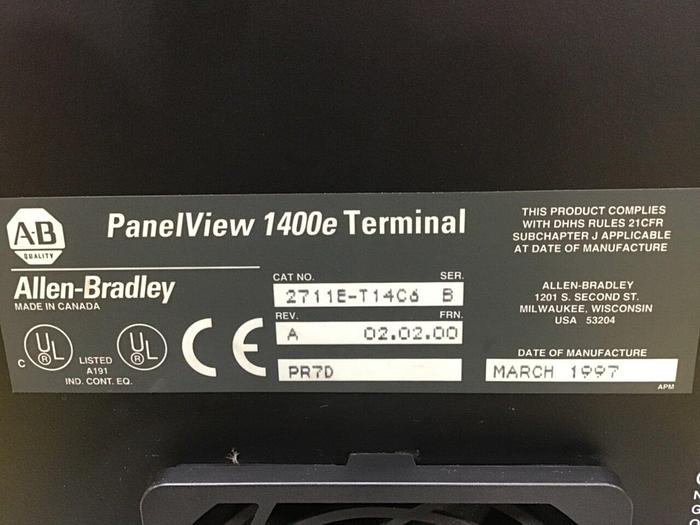 A-B
QUALITY
PanelView 1400e Terminal
Allen-Bradley
MADE IN CANADA
CAT NO. SER.
2711E-T14C6 B
REV. FRN.
A 02.02.00
PR7D
C UL LISTED UL
A191
IND. CONT. EQ.
CE
THIS PRODUCT COMPLIES
WITH DHHS RULES 21CFR
SUBCHAPTER J APPLICABLE
AT DATE OF MANUFACTURE
ALLEN-BRADLEY
1201 S. SECOND ST.
MILWAUKEE, WISCONSIN
USA 53204
DATE OF MANUFACTURE
MARCH 1997
APM